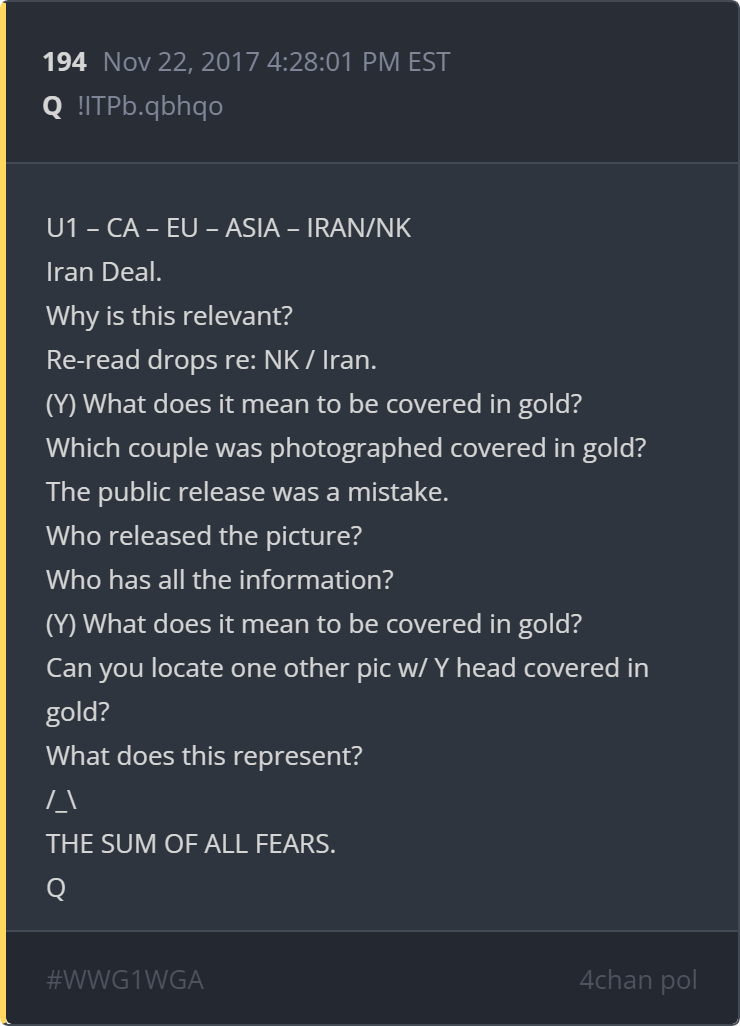 194 Nov 22, 2017 4:28:01 PM EST
Q !ITPb.qbhqo
U1 – CA – EU – ASIA – IRAN/NK
Iran Deal.
Why is this relevant?
Re-read drops re: NK / Iran.
(Y) What does it mean to be covered in gold?
Which couple was photographed covered in gold?
The public release was a mistake.
Who released the picture?
Who has all the information?
(Y) What does it mean to be covered in gold?
Can you locate one other pic w/ Y head covered in
gold?
What does this represent?
/_\
THE SUM OF ALL FEARS.
Q
#WWG1WGA 4chan pol